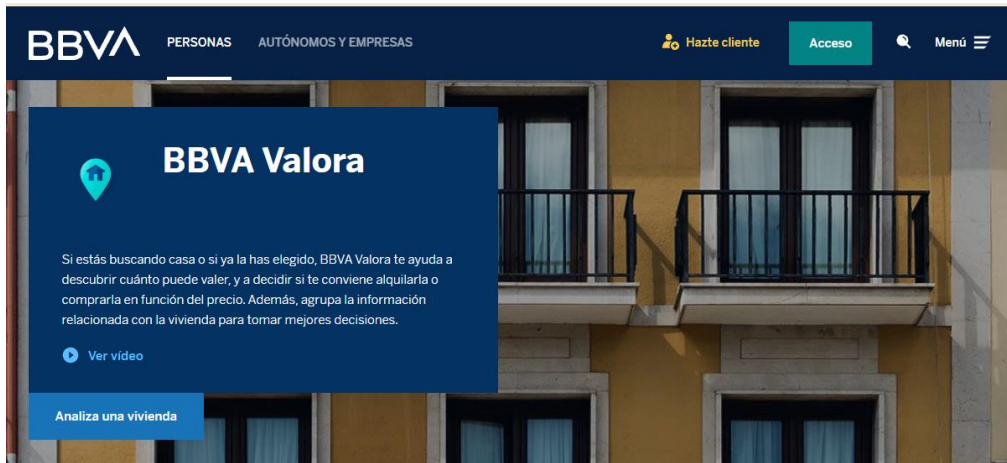 BBVA
PERSONAS
AUTÓNOMOS Y EMPRESAS
Hazte cliente
Acceso
Menú
BBVA Valora
Si estás buscando casa o si ya la has elegido, BBVA Valora te ayuda a
descubrir cuánto puede valer, y a decidir si te conviene alquilarla o
comprarla en función del precio. Además, agrupa la información
relacionada con la vivienda para tomar mejores decisiones.
Ver vídeo
Analiza una vivienda